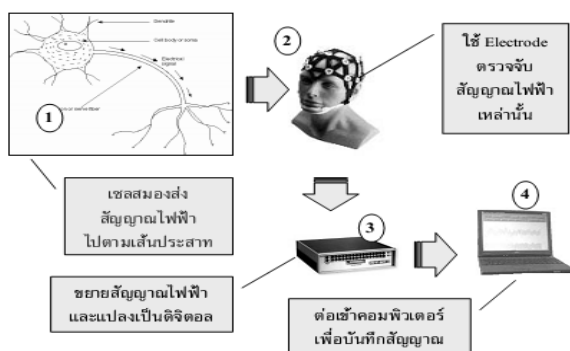 Dendrite
Cell body or soma
Electrical
signal
or nerve fiber
1
2
ใช้ Electrode
ตรวจจับ
สัญญาณไฟฟ้า
เหล่านั้น
เซลสมองส่ง
สัญญาณไฟฟ้า
ไปตามเส้นประสาท
3
4
ขยายสัญญาณไฟฟ้า
และแปลงเป็นดิจิตอล
ต่อเข้าคอมพิวเตอร์
เพื่อบันทึกสัญญาณ